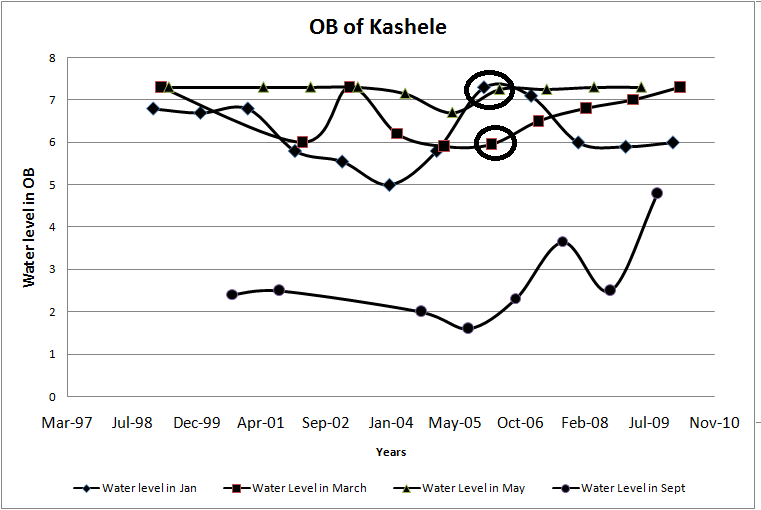 OB of Kashele
8
7
6
5
4
3
2
1
0
Water level in OB
Mar-97 Jul-98 Dec-99 Apr-01 Sep-02 Jan-04 May-05 Oct-06 Feb-08 Jul-09 Nov-10
Years
Water level in Jan Water Level in March Water Level in May Water Level in Sept